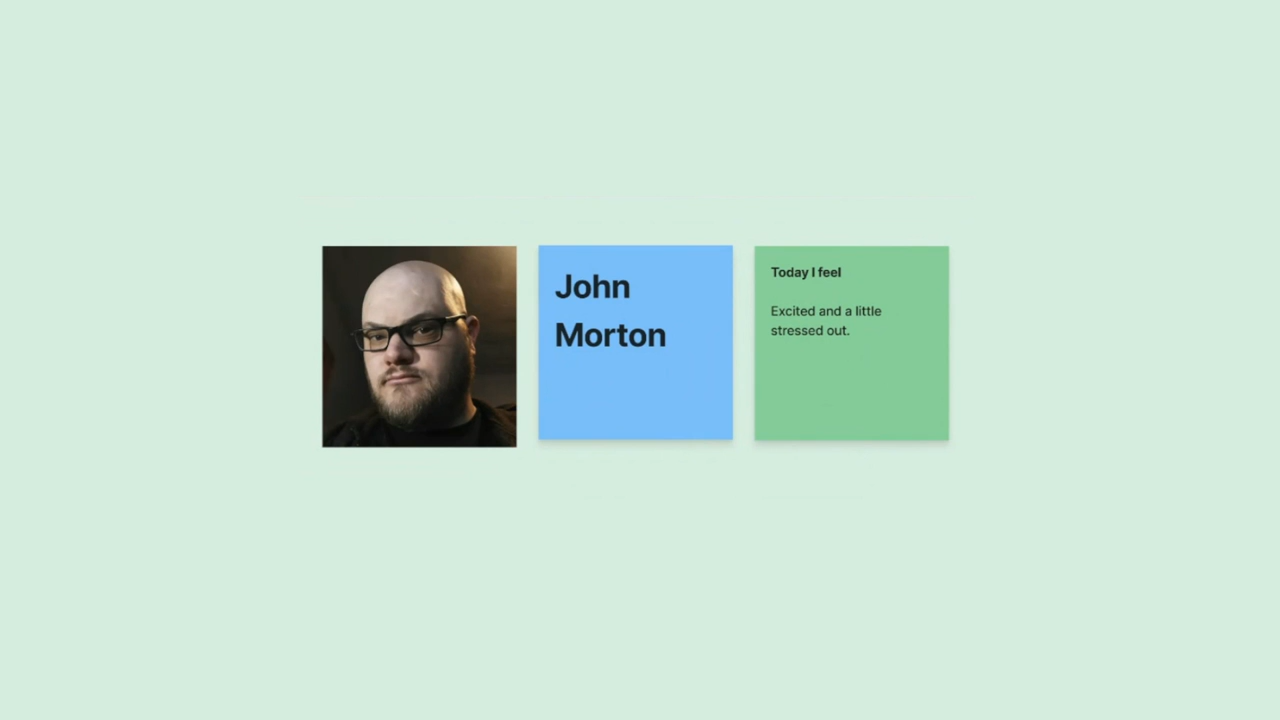 John
Morton
Today I feel
Excited and a little
stressed out.